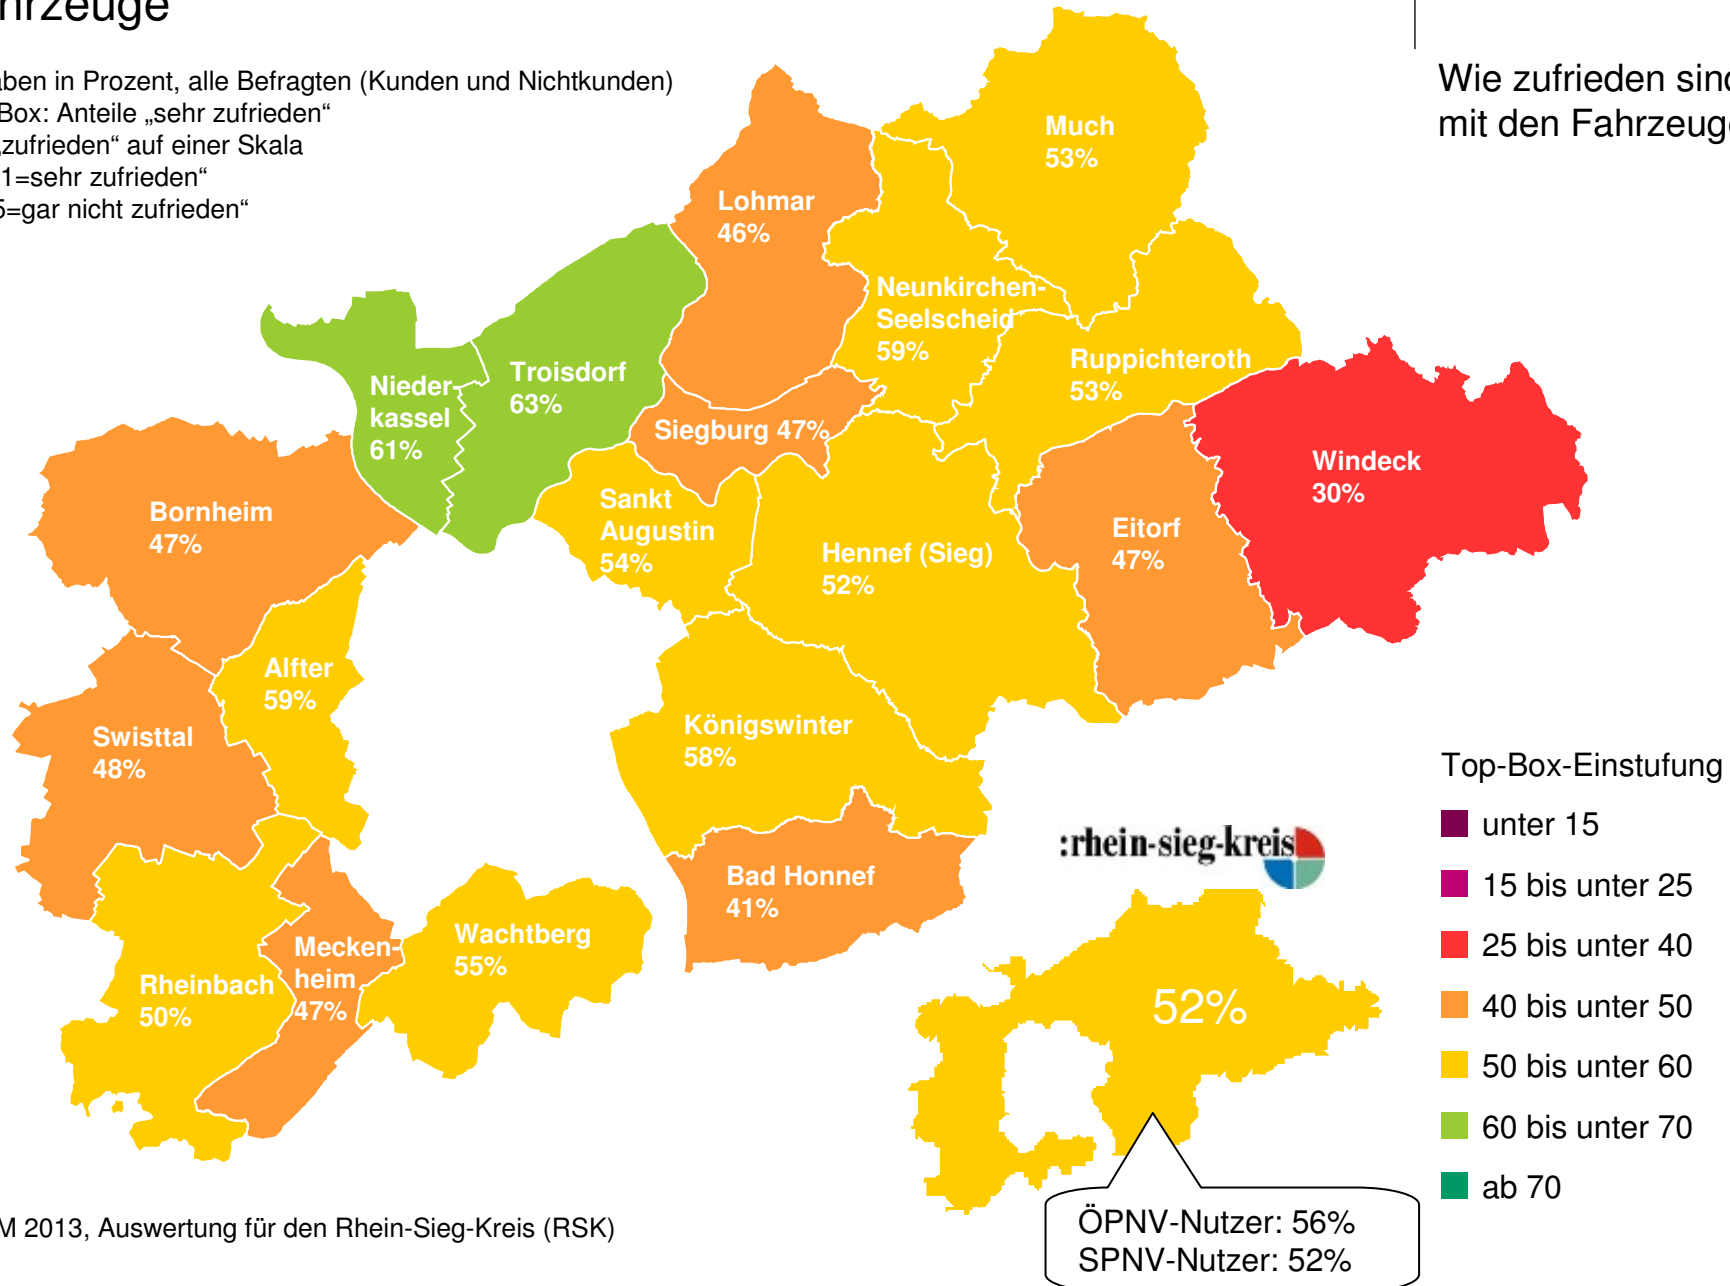 hrzeuge
aben in Prozent, alle Befragten (Kunden und Nichtkunden)
Box: Anteile „sehr zufrieden“
„zufrieden“ auf einer Skala
1=sehr zufrieden“
5=gar nicht zufrieden“
Wie zufrieden sind
mit den Fahrzeuge
Much
53%
Lohmar
46%
Neunkirchen-
Seelscheid
59%
Ruppichteroth
53%
Troisdorf
63%
Nieder-
kassel
61%
Siegburg 47%
Windeck
30%
Bornheim
47%
Sankt
Augustin
54%
Hennef (Sieg)
52%
Eitorf
47%
Alfter
59%
Swisttal
48%
Königswinter
58%
Bad Honnef
41%
Wachtberg
55%
Mecken-
heim
47%
Rheinbach
50%
:rhein-sieg-kreis
52%
ÖPNV-Nutzer: 56%
SPNV-Nutzer: 52%
Top-Box-Einstufung
unter 15
15 bis unter 25
25 bis unter 40
40 bis unter 50
50 bis unter 60
60 bis unter 70
ab 70
M 2013, Auswertung für den Rhein-Sieg-Kreis (RSK)